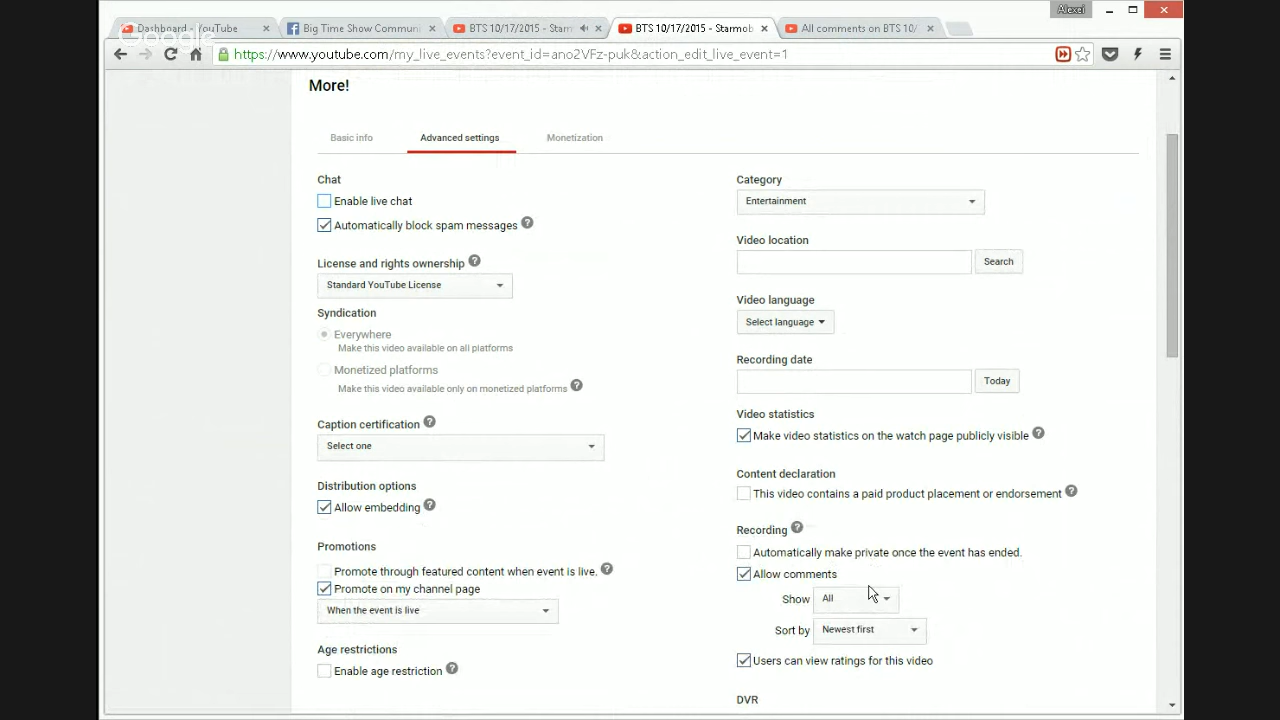 Alexei
Dashboard - YouTube
Big Time Show Communi
BTS 10/17/2015 - Starmo
BTS 10/17/2015 - Starmob
All comments on BTS 10/
Google
https://www.youtube.com/my_live_events?event_id=ano2VFz-puk&action_edit_live_event=1
More!
Basic info
Advanced settings
Monetization
Chat
Enable live chat
Automatically block spam messages
License and rights ownership
Standard YouTube License
Syndication
Everywhere
Make this video available on all platforms
Monetized platforms
Make this video available only on monetized platforms
Caption certification
Select one
Distribution options
Allow embedding
Promotions
Promote through featured content when event is live.
Promote on my channel page
When the event is live
Age restrictions
Enable age restriction
Category
Entertainment
Video location
Search
Video language
Select language
Recording date
Today
Video statistics
Make video statistics on the watch page publicly visible
Content declaration
This video contains a paid product placement or endorsement
Recording
Automatically make private once the event has ended.
Allow comments
Show All
Sort by Newest first
Users can view ratings for this video
DVR